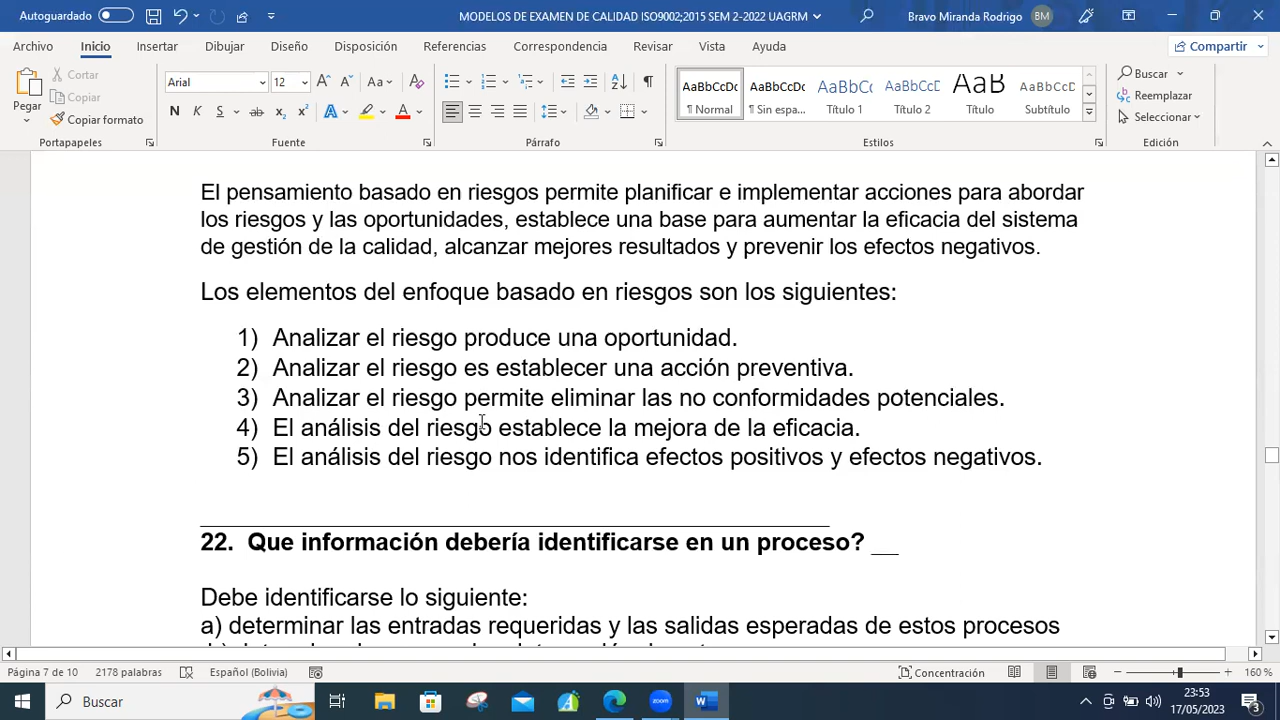 Autoguardado
MODELOS DE EXAMEN DE CALIDAD ISO9002;2015 SEM 2-2022 UAGRM
Bravo Miranda Rodrigo
BM
Archivo
Inicio
Insertar
Dibujar
Diseño
Disposición
Referencias
Correspondencia
Revisar
Vista
Ayuda
Compartir
Pegar
Cortar
Copiar
Copiar formato
Portapapeles
Arial
12
Aa
N K S ab x₂ x² A A
Fuente
Párrafo
AaBbCcDc
¶ Normal
AaBbCcDc
¶ Sin espa...
AaBbCcD
Título 1
AaBbCcD
Título 2
AaB
Título
AaBbCcD
Subtítulo
Estilos
Buscar
Reemplazar
Seleccionar
Edición
El pensamiento basado en riesgos permite planificar e implementar acciones para abordar
los riesgos y las oportunidades, establece una base para aumentar la eficacia del sistema
de gestión de la calidad, alcanzar mejores resultados y prevenir los efectos negativos.
Los elementos del enfoque basado en riesgos son los siguientes:
1) Analizar el riesgo produce una oportunidad.
2) Analizar el riesgo es establecer una acción preventiva.
3) Analizar el riesgo permite eliminar las no conformidades potenciales.
4) El análisis del riesgo establece la mejora de la eficacia.
5) El análisis del riesgo nos identifica efectos positivos y efectos negativos.
22. Que información debería identificarse en un proceso? __
Debe identificarse lo siguiente:
a) determinar las entradas requeridas y las salidas esperadas de estos procesos
Página 7 de 10
2178 palabras
Español (Bolivia)
Concentración
160 %
Buscar
zoom
23:53
17/05/2023
3